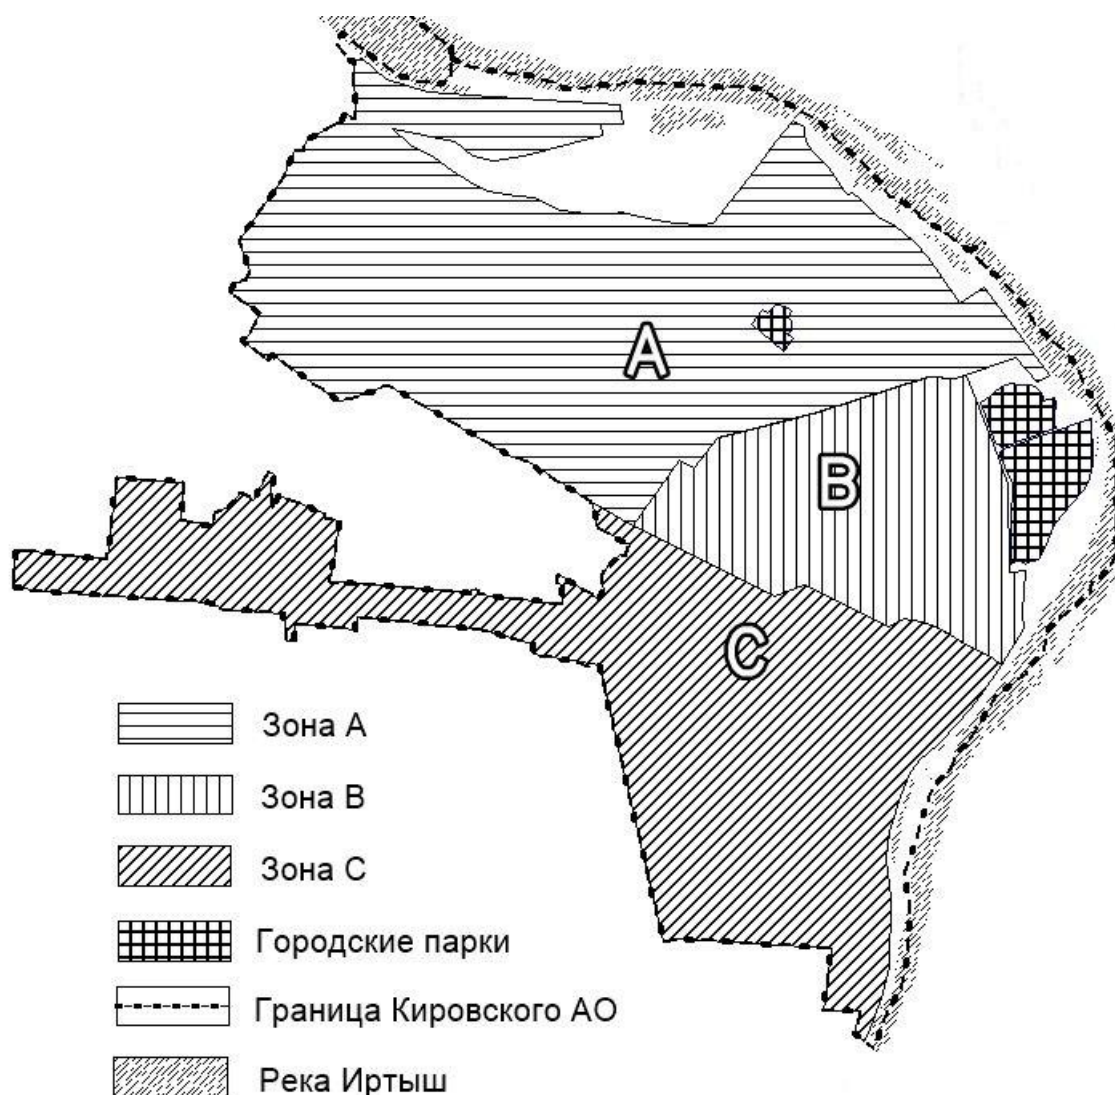 A
B
C
Зона А
Зона В
Зона С
Городские парки
Граница Кировского АО
Река Иртыш